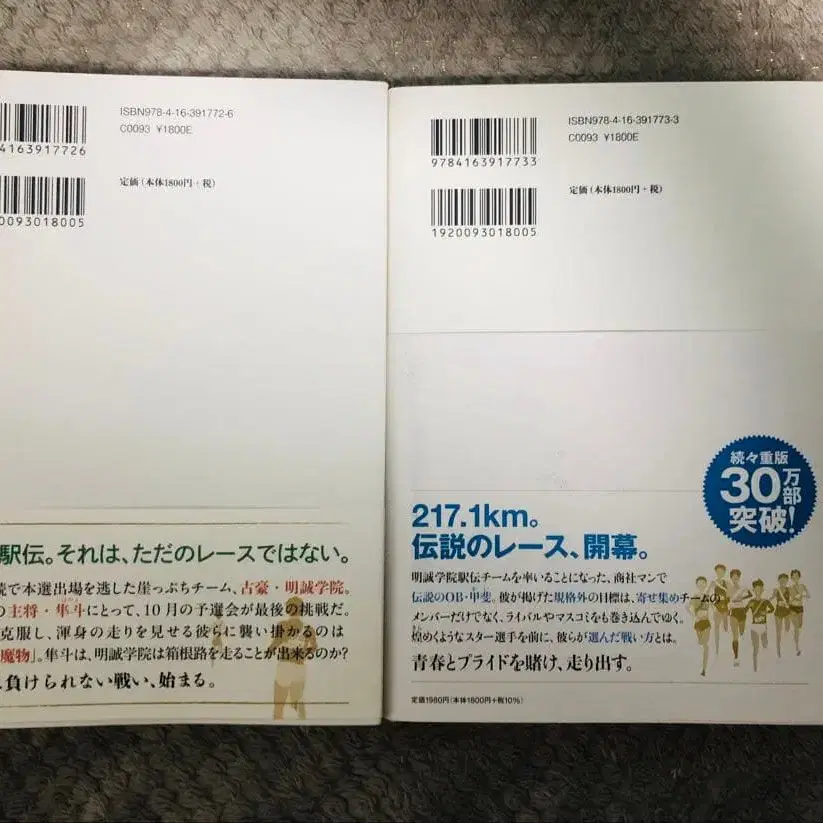 ISBN978-4-16-391772-6
C0093 ¥1800E
4163917726
定価(本体1800円+税)
0093018005
駅伝。それは、ただのレースではない。
続で本選出場を逃した崖っぷちチーム、古豪・明誠学院。
の主将・隼斗にとって、10月の予選会が最後の挑戦だ。
克服し、渾身の走りを見せる彼らに襲い掛かるのは
魔物」。隼斗は、明誠学院は箱根路を走ることが出来るのか?
負けられない戦い、始まる。
ISBN978-4-16-391773-3
C0093 ¥1800E
9784163917733
定価(本体1800円+税)
1920093018005
続々重版
30万部
突破!
217.1km。
伝説のレース、開幕。
明誠学院駅伝チームを率いることになった、商社マンで
伝説のOB・甲斐。彼が掲げた規格外の目標は、寄せ集めチームの
メンバーだけでなく、ライバルやマスコミをも巻き込んでゆく。
煌めくようなスター選手を前に、彼らが選んだ戦い方とは。
青春とプライドを賭け、走り出す。
定価1980円(本体1800円+税10%)